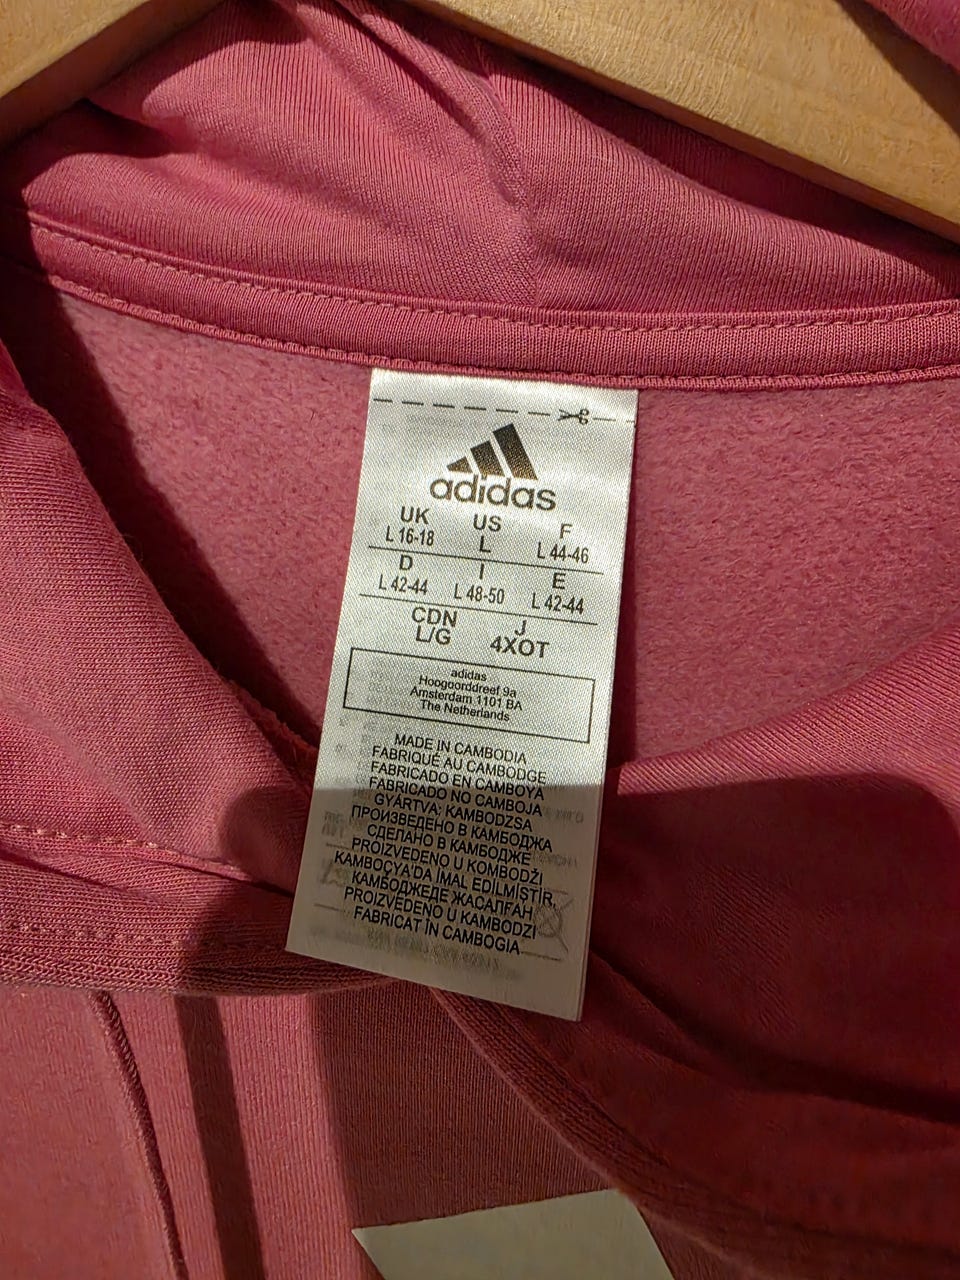 adidas
UK US F
L 16-18 L L 44-46
D I E
L 42-44 L 48-50 L 42-44
CDN J
L/G 4XOT
adidas
Hoogoorddreef 9a
Amsterdam 1101 BA
The Netherlands
MADE IN CAMBODIA
FABRIQUÉ AU CAMBODGE
FABRICADO EN CAMBOYA
FABRICADO NO CAMBOJA
GYÁRTVA: KAMBODZSA
ПРОИЗВЕДЕНО В КАМБОДЖА
СДЕЛАНО В КАМБОДЖЕ
PROIZVEDENO U KOMBODŽI
KAMBOÇYA'DA İMAL EDİLMİŞTİR,
КАМБОДЖЕДЕ ЖАСАЛҒАН
PROIZVEDENO U KAMBODZI
FABRICAT ÎN CAMBOGIA